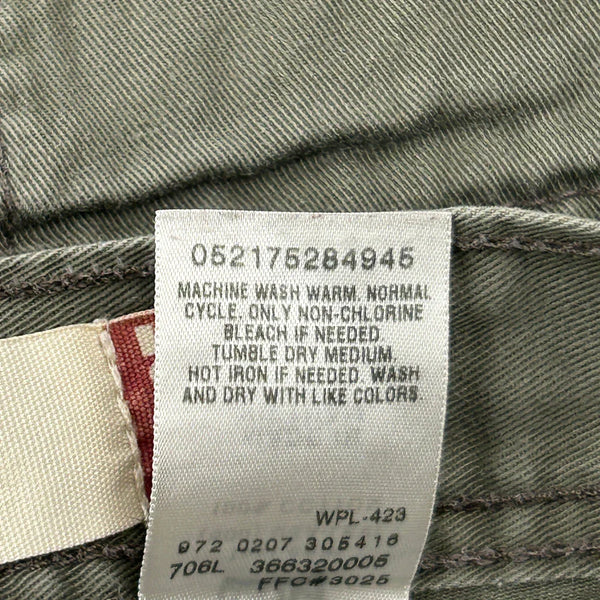 052175284945
MACHINE WASH WARM. NORMAL
CYCLE. ONLY NON-CHLORINE
BLEACH IF NEEDED
TUMBLE DRY MEDIUM.
HOT IRON IF NEEDED. WASH
AND DRY WITH LIKE COLORS.
WPL-423
972 0207 305416
706L 366320005
FFC#3025